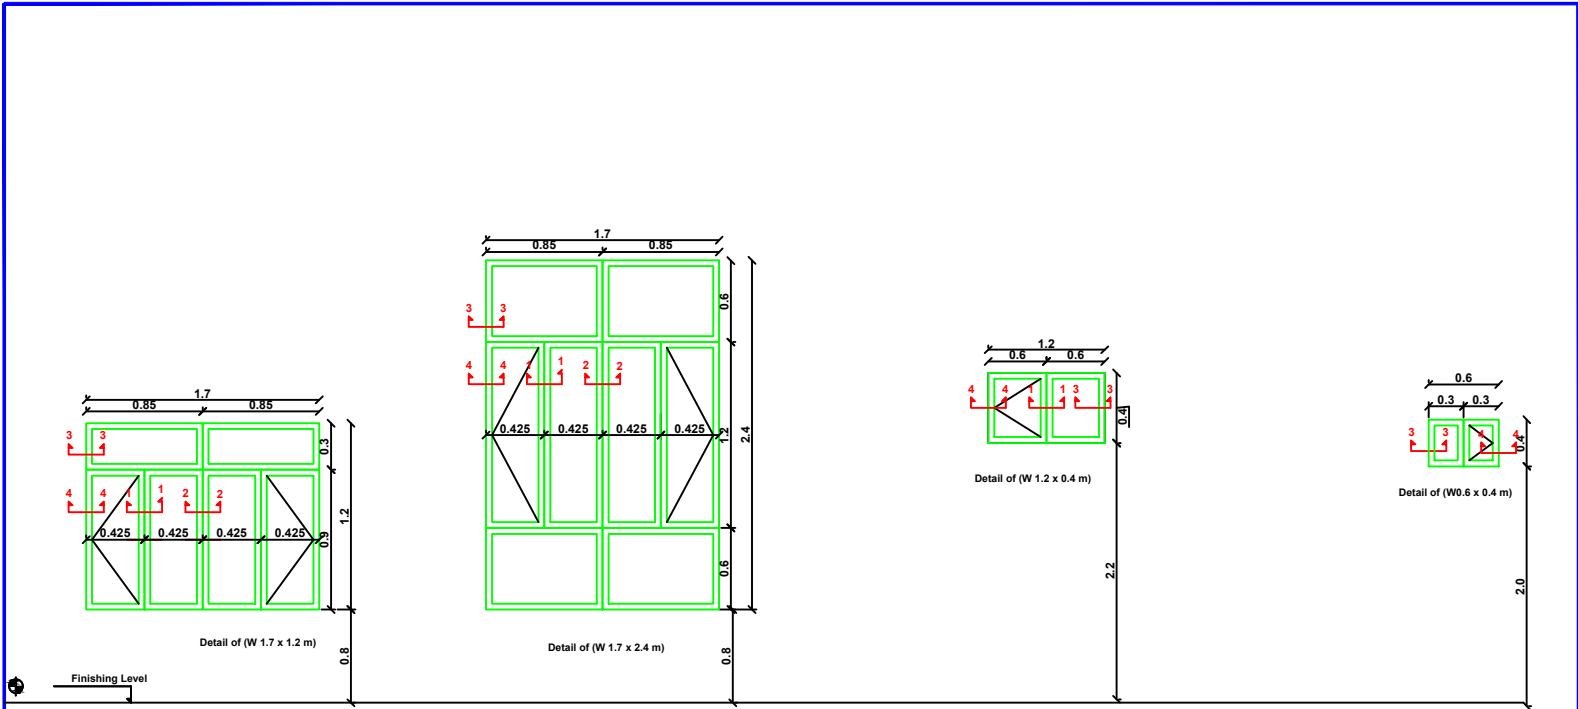 1.7
0.85 0.85
3 3
0.3
4 4 1 1 2 2
1.2
0.425 0.425 0.425 0.425
0.9
Detail of (W 1.7 x 1.2 m)
0.8
Finishing Level
1.7
0.85 0.85
0.6
3 3
4 4 1 1 2 2
0.425 0.425 0.425 0.425
1.2
2.4
0.6
Detail of (W 1.7 x 2.4 m)
0.8
1.2
0.6 0.6
4 4 1 1 3 3
0.4
Detail of (W 1.2 x 0.4 m)
2.2
0.6
0.3 0.3
3 3 4 4
0.4
Detail of (W0.6 x 0.4 m)
2.0